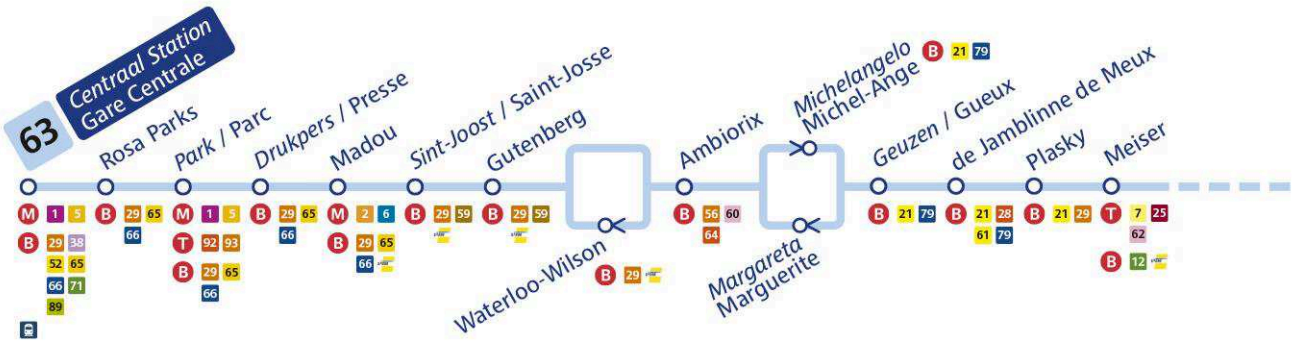 63
Centraal Station
Gare Centrale
M 1 5
B 29 38
52 65
66 71
89
Rosa Parks
B 29 65
66
Park / Parc
M 1 5
T 92 93
B 29 65
66
Drukpers / Presse
B 29 65
66
Madou
M 2 6
B 29 65
66
Sint-Joost / Saint-Josse
B 29 59
Gutenberg
B 29 59
Waterloo-Wilson
B 29
Ambiorix
B 56 60
64
Michelangelo
Michel-Ange
B 21 79
Margareta
Marguerite
Geuzen / Gueux
B 21 79
de Jamblinne de Meux
B 21 28
61 79
Plasky
B 21 29
Meiser
T 7 25
62
B 12